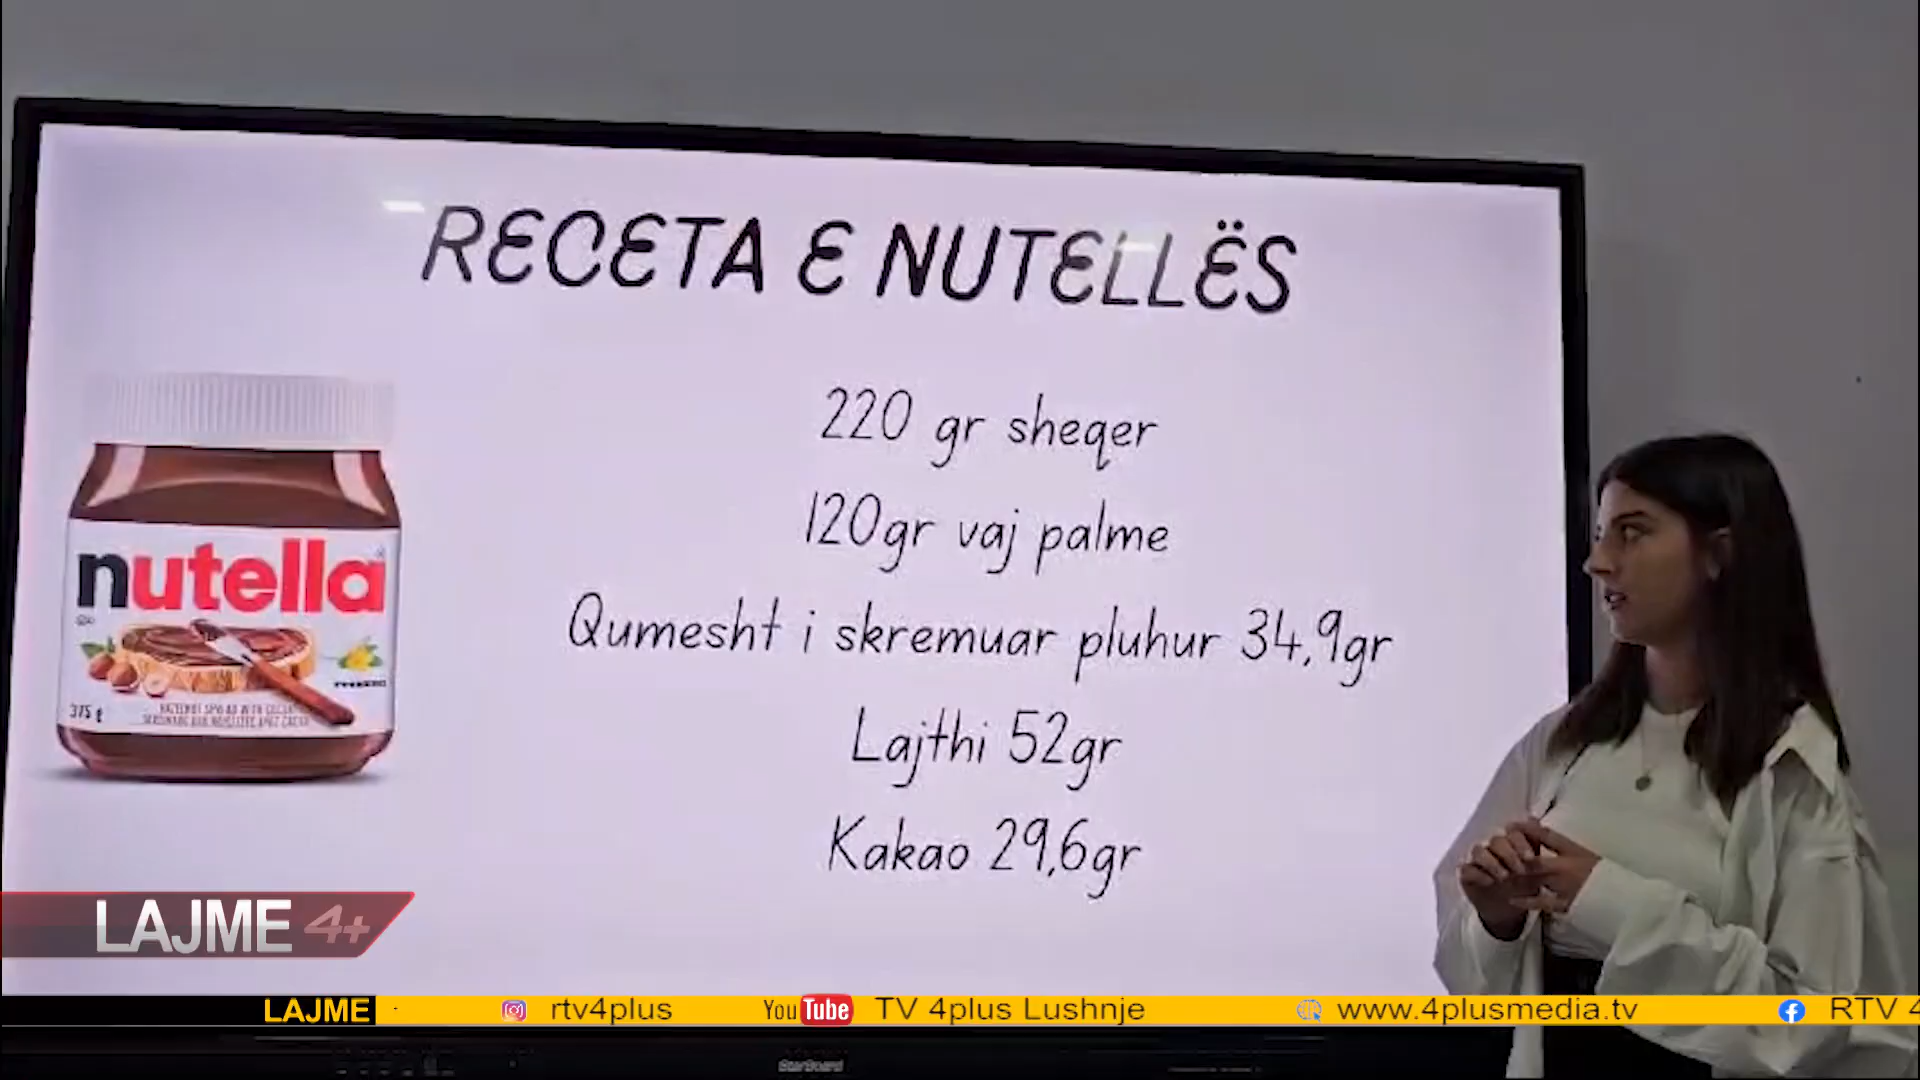 RECETA E NUTELLËS
220 gr sheqer
120gr vaj palme
Qumesht i skremuar pluhur 34,9gr
Lajthi 52gr
Kakao 29,6gr
nutella
375 g
LAJME 4+
LAJME
rtv4plus
YouTube TV 4plus Lushnje
www.4plusmedia.tv
RTV 4
StarBoard